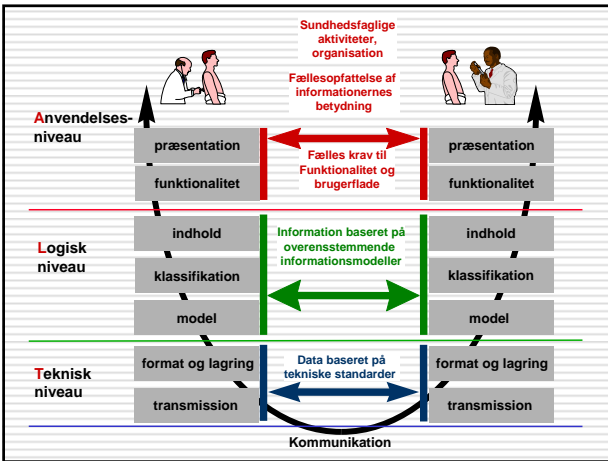 Sundhedsfaglige
aktiviteter,
organisation
Fællesopfattelse af
informationernes
betydning
Anvendelses-
niveau
præsentation
funktionalitet
Fælles krav til
Funktionalitet og
brugerflade
præsentation
funktionalitet
Logisk
niveau
indhold
klassifikation
model
Information baseret på
overensstemmende
informationsmodeller
indhold
klassifikation
model
Teknisk
niveau
format og lagring
transmission
Data baseret på
tekniske standarder
format og lagring
transmission
Kommunikation